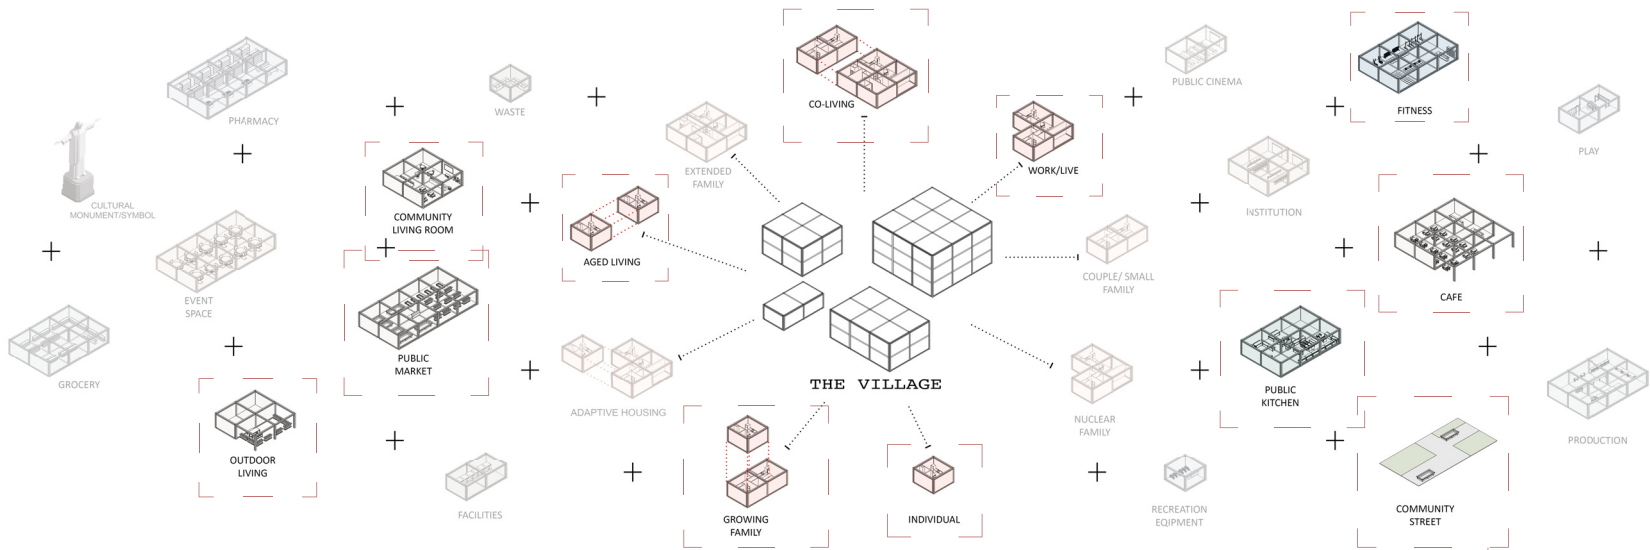 PHARMACY
WASTE
CO-LIVING
PUBLIC CINEMA
FITNESS
PLAY
CULTURAL
MONUMENT/SYMBOL
COMMUNITY
LIVING ROOM
EXTENDED
FAMILY
WORK/LIVE
INSTITUTION
EVENT
SPACE
AGED LIVING
COUPLE/ SMALL
FAMILY
CAFE
GROCERY
PUBLIC
MARKET
THE VILLAGE
ADAPTIVE HOUSING
NUCLEAR
FAMILY
PUBLIC
KITCHEN
PRODUCTION
OUTDOOR
LIVING
FACILITIES
GROWING
FAMILY
INDIVIDUAL
RECREATION
EQIPMENT
COMMUNITY
STREET